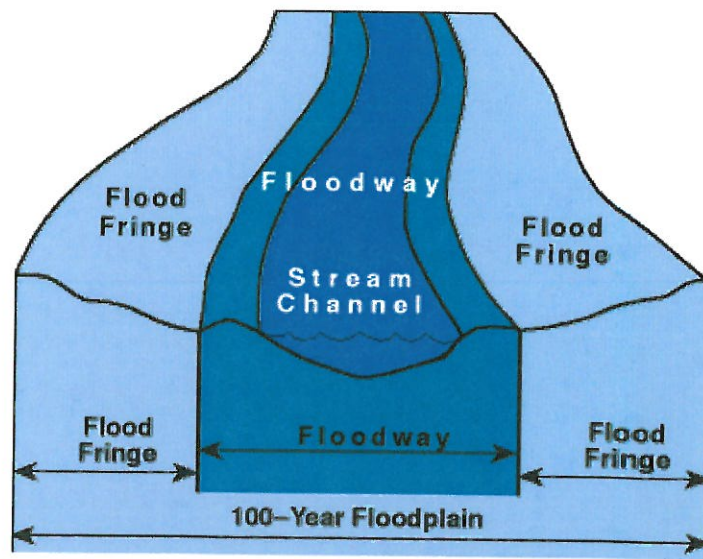 Floodway
Flood
Fringe
Flood
Fringe
Stream
Channel
Flood
Fringe
Floodway
Flood
Fringe
100–Year Floodplain